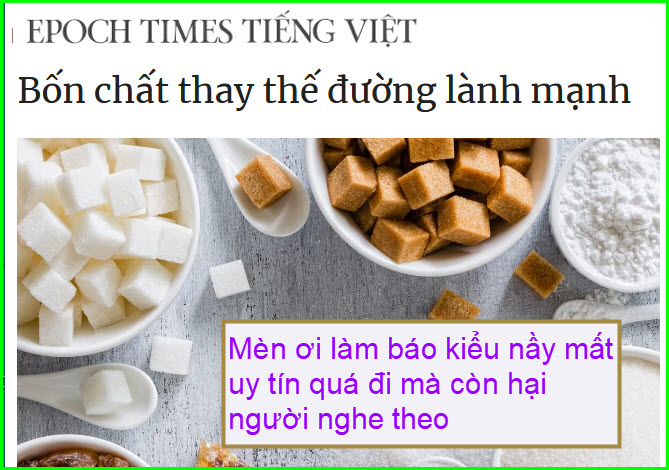 EPOCH TIMES TIẾNG VIỆT
Bốn chất thay thế đường lành mạnh
Mèn ơi làm báo kiểu nầy mất
uy tín quá đi mà còn hại
người nghe theo